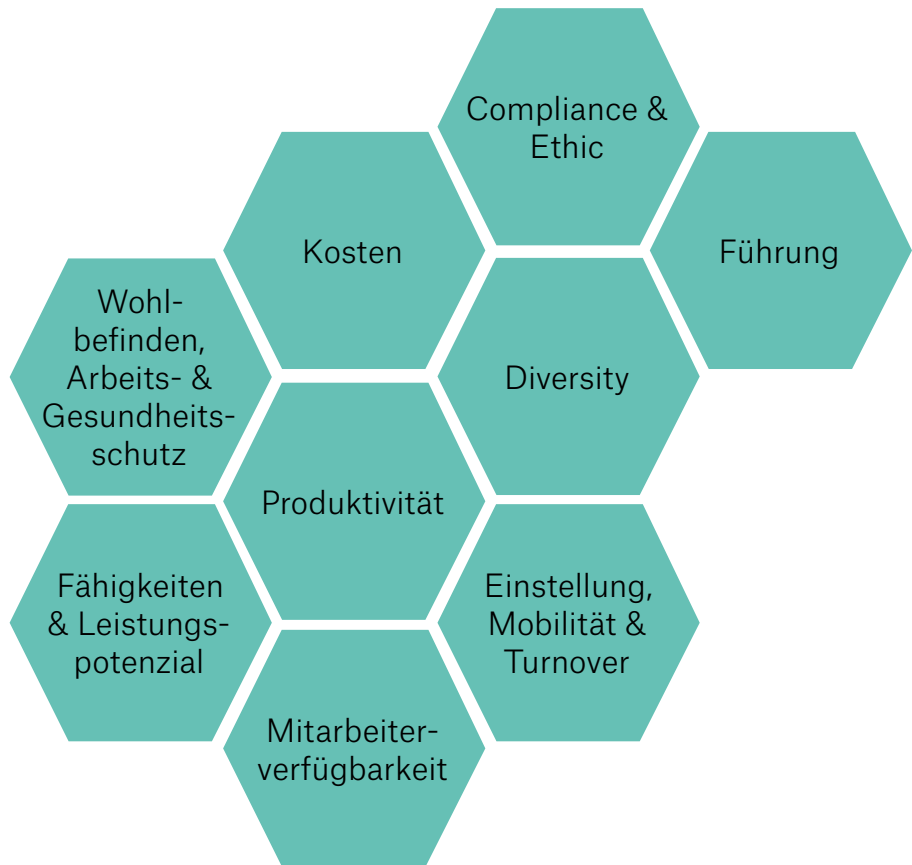 Compliance &
Ethic
Kosten
Führung
Wohl-
befinden,
Arbeits- &
Gesundheits-
schutz
Diversity
Produktivität
Fähigkeiten
& Leistungs-
potenzial
Einstellung,
Mobilität &
Turnover
Mitarbeiter-
verfügbarkeit